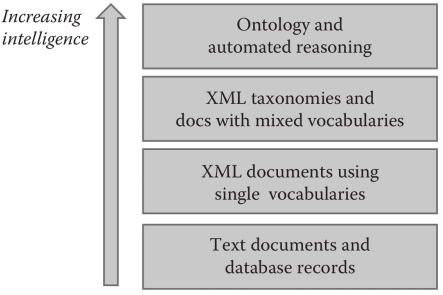 Increasing
intelligence
Ontology and
automated reasoning
XML taxonomies and
docs with mixed vocabularies
XML documents using
single vocabularies
Text documents and
database records